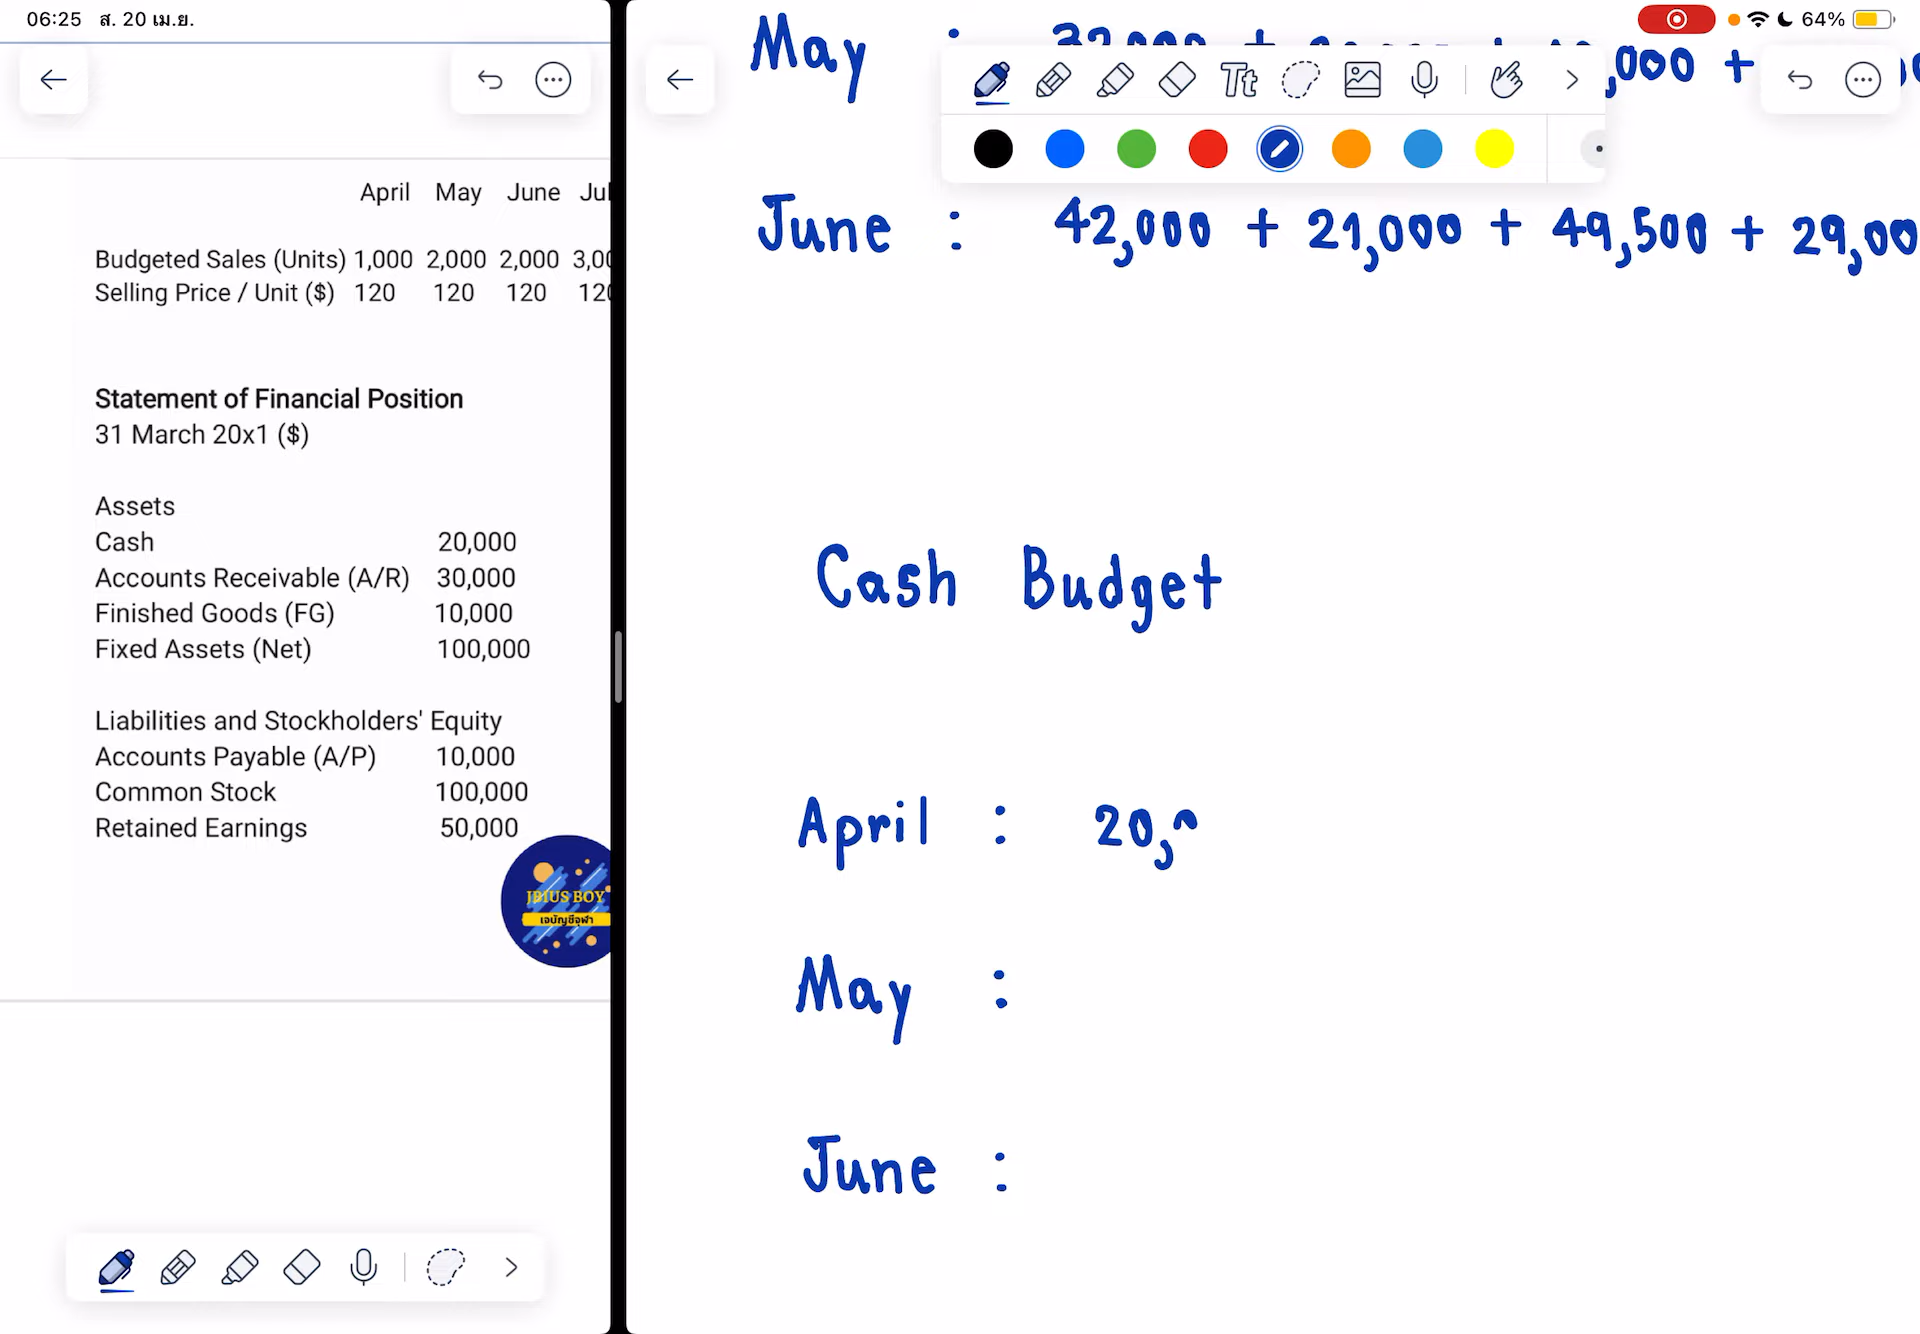 06:25 ส. 20 เม.ย.
64%
April May June Jul
Budgeted Sales (Units) 1,000 2,000 2,000 3,00
Selling Price / Unit ($) 120 120 120 120
Statement of Financial Position
31 March 20x1 ($)
Assets
Cash 20,000
Accounts Receivable (A/R) 30,000
Finished Goods (FG) 10,000
Fixed Assets (Net) 100,000
Liabilities and Stockholders' Equity
Accounts Payable (A/P) 10,000
Common Stock 100,000
Retained Earnings 50,000
JBIUS BOY
เอบัญชีจุฬา
Tt
May : ,000 +
June : 42,000 + 21,000 + 49,500 + 29,00
Cash Budget
April : 20,
May :
June :